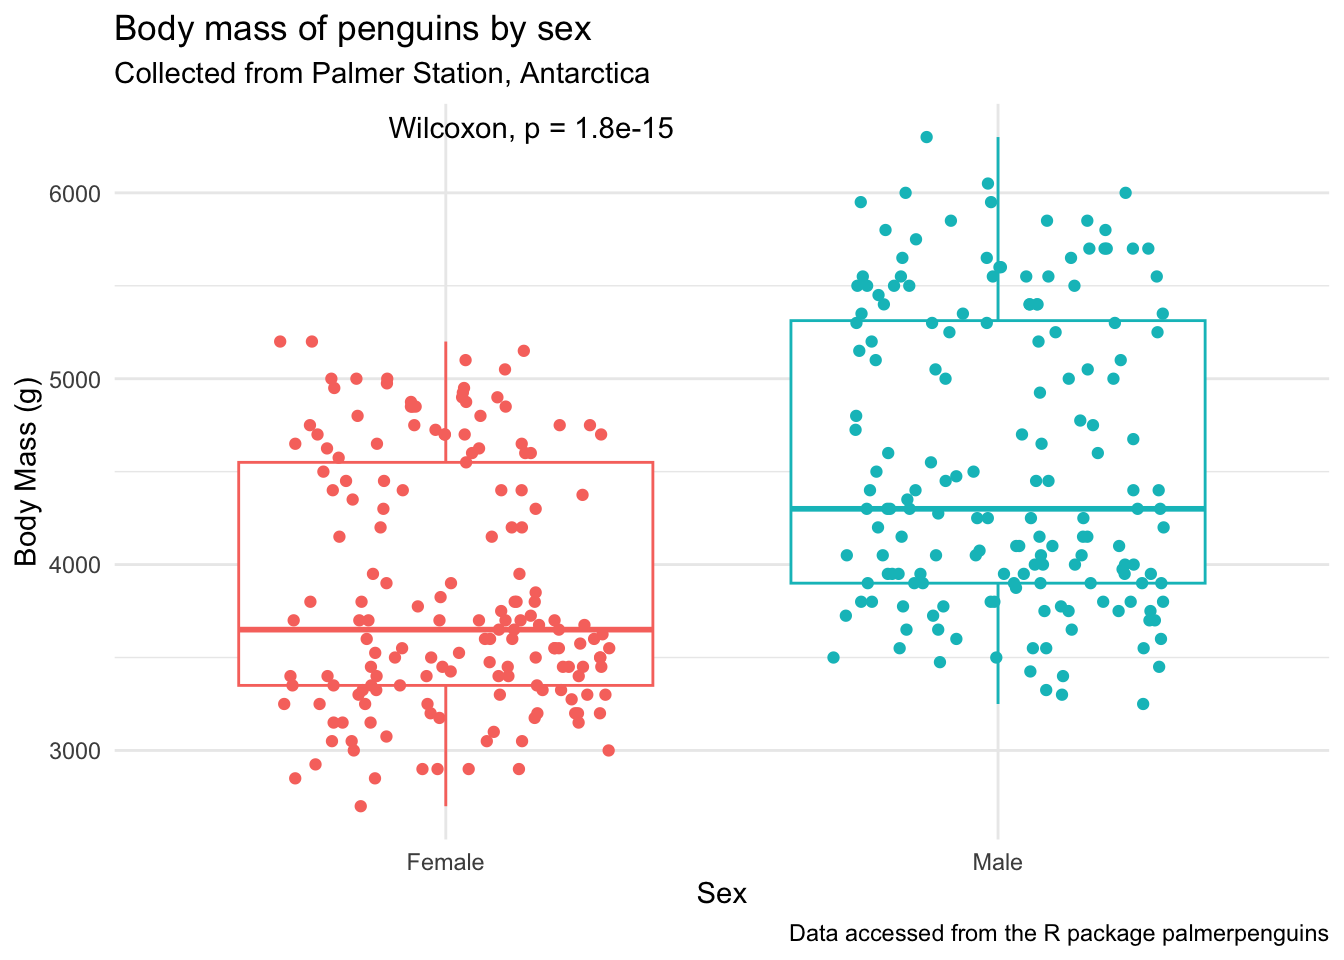 Body mass of penguins by sex
Collected from Palmer Station, Antarctica
Wilcoxon, p = 1.8e-15
Body Mass (g)
6000
5000
4000
3000
Female
Male
Sex
Data accessed from the R package palmerpenguins